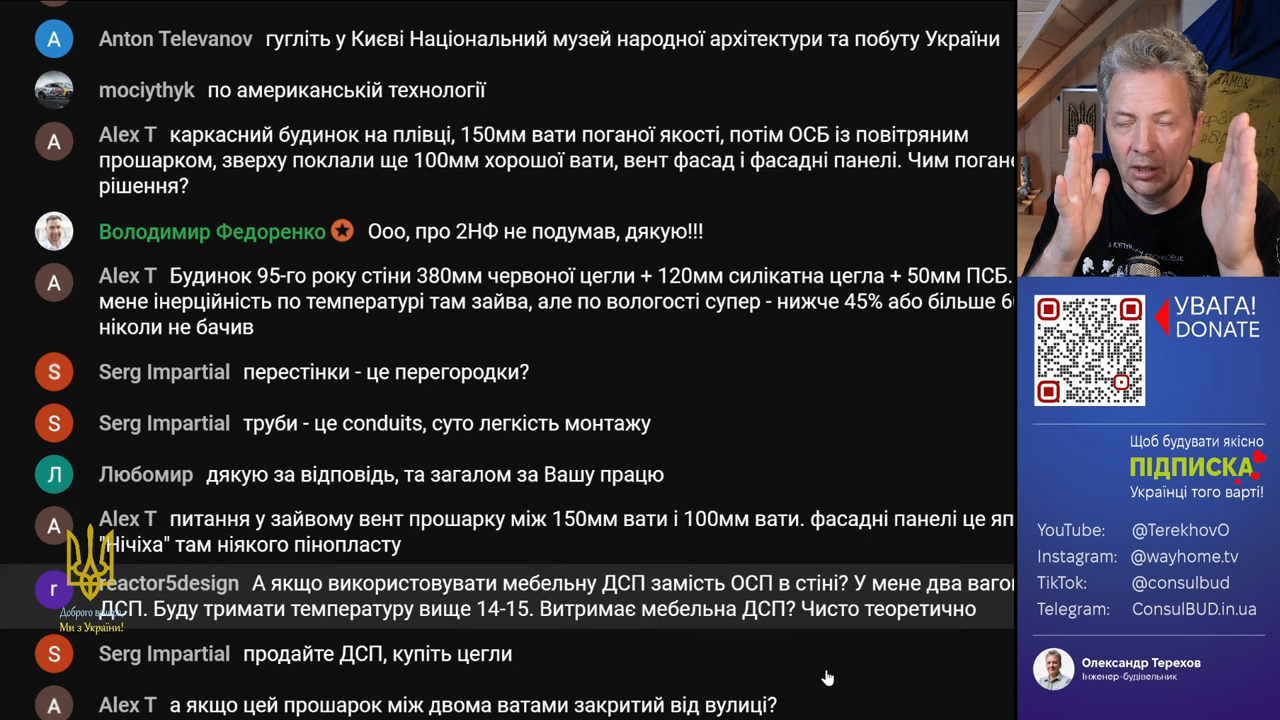 Anton Televanov гугліть у Києві Національний музей народної архітектури та побуту України
mociythyk по американській технології
Alex T каркасний будинок на плівці, 150мм вати поганої якості, потім ОСБ із повітряним
прошарком, зверху поклали ще 100мм хорошої вати, вент фасад і фасадні панелі. Чим погане
рішення?
Володимир Федоренко Ооо, про 2НФ не подумав, дякую!!!
Alex T Будинок 95-го року стіни 380мм червоної цегли + 120мм силікатна цегла + 50мм ПСБ.
мене інерційність по температурі там зайва, але по вологості супер - нижче 45% або більше
ніколи не бачив
Serg Impartial перестінки - це перегородки?
Serg Impartial труби - це conduits, суто легкість монтажу
Любомир дякую за відповідь, та загалом за Вашу працю
Alex T питання у зайвому вент прошарку між 150мм вати і 100мм вати. фасадні панелі це
"Нічіха" там ніякого пінопласту
reactor5design А якщо використовувати мебельну ДСП замість ОСП в стіні? У мене два
ДСП. Буду тримати температуру вище 14-15. Витримає мебельна ДСП? Чисто теоретично
Serg Impartial продайте ДСП, купіть цегли
Alex T а якщо цей прошарок між двома ватами закритий від вулиці?
Доброго вечора
Ми з України!
УВАГА!
DONATE
Щоб будувати якісно
ПІДПИСКА
Українці того варті!
YouTube: @TerekhovO
Instagram: @wayhome.tv
TikTok: @consulbud
Telegram: ConsulBUD.in.ua
Олександр Терехов
Інженер-будівельник